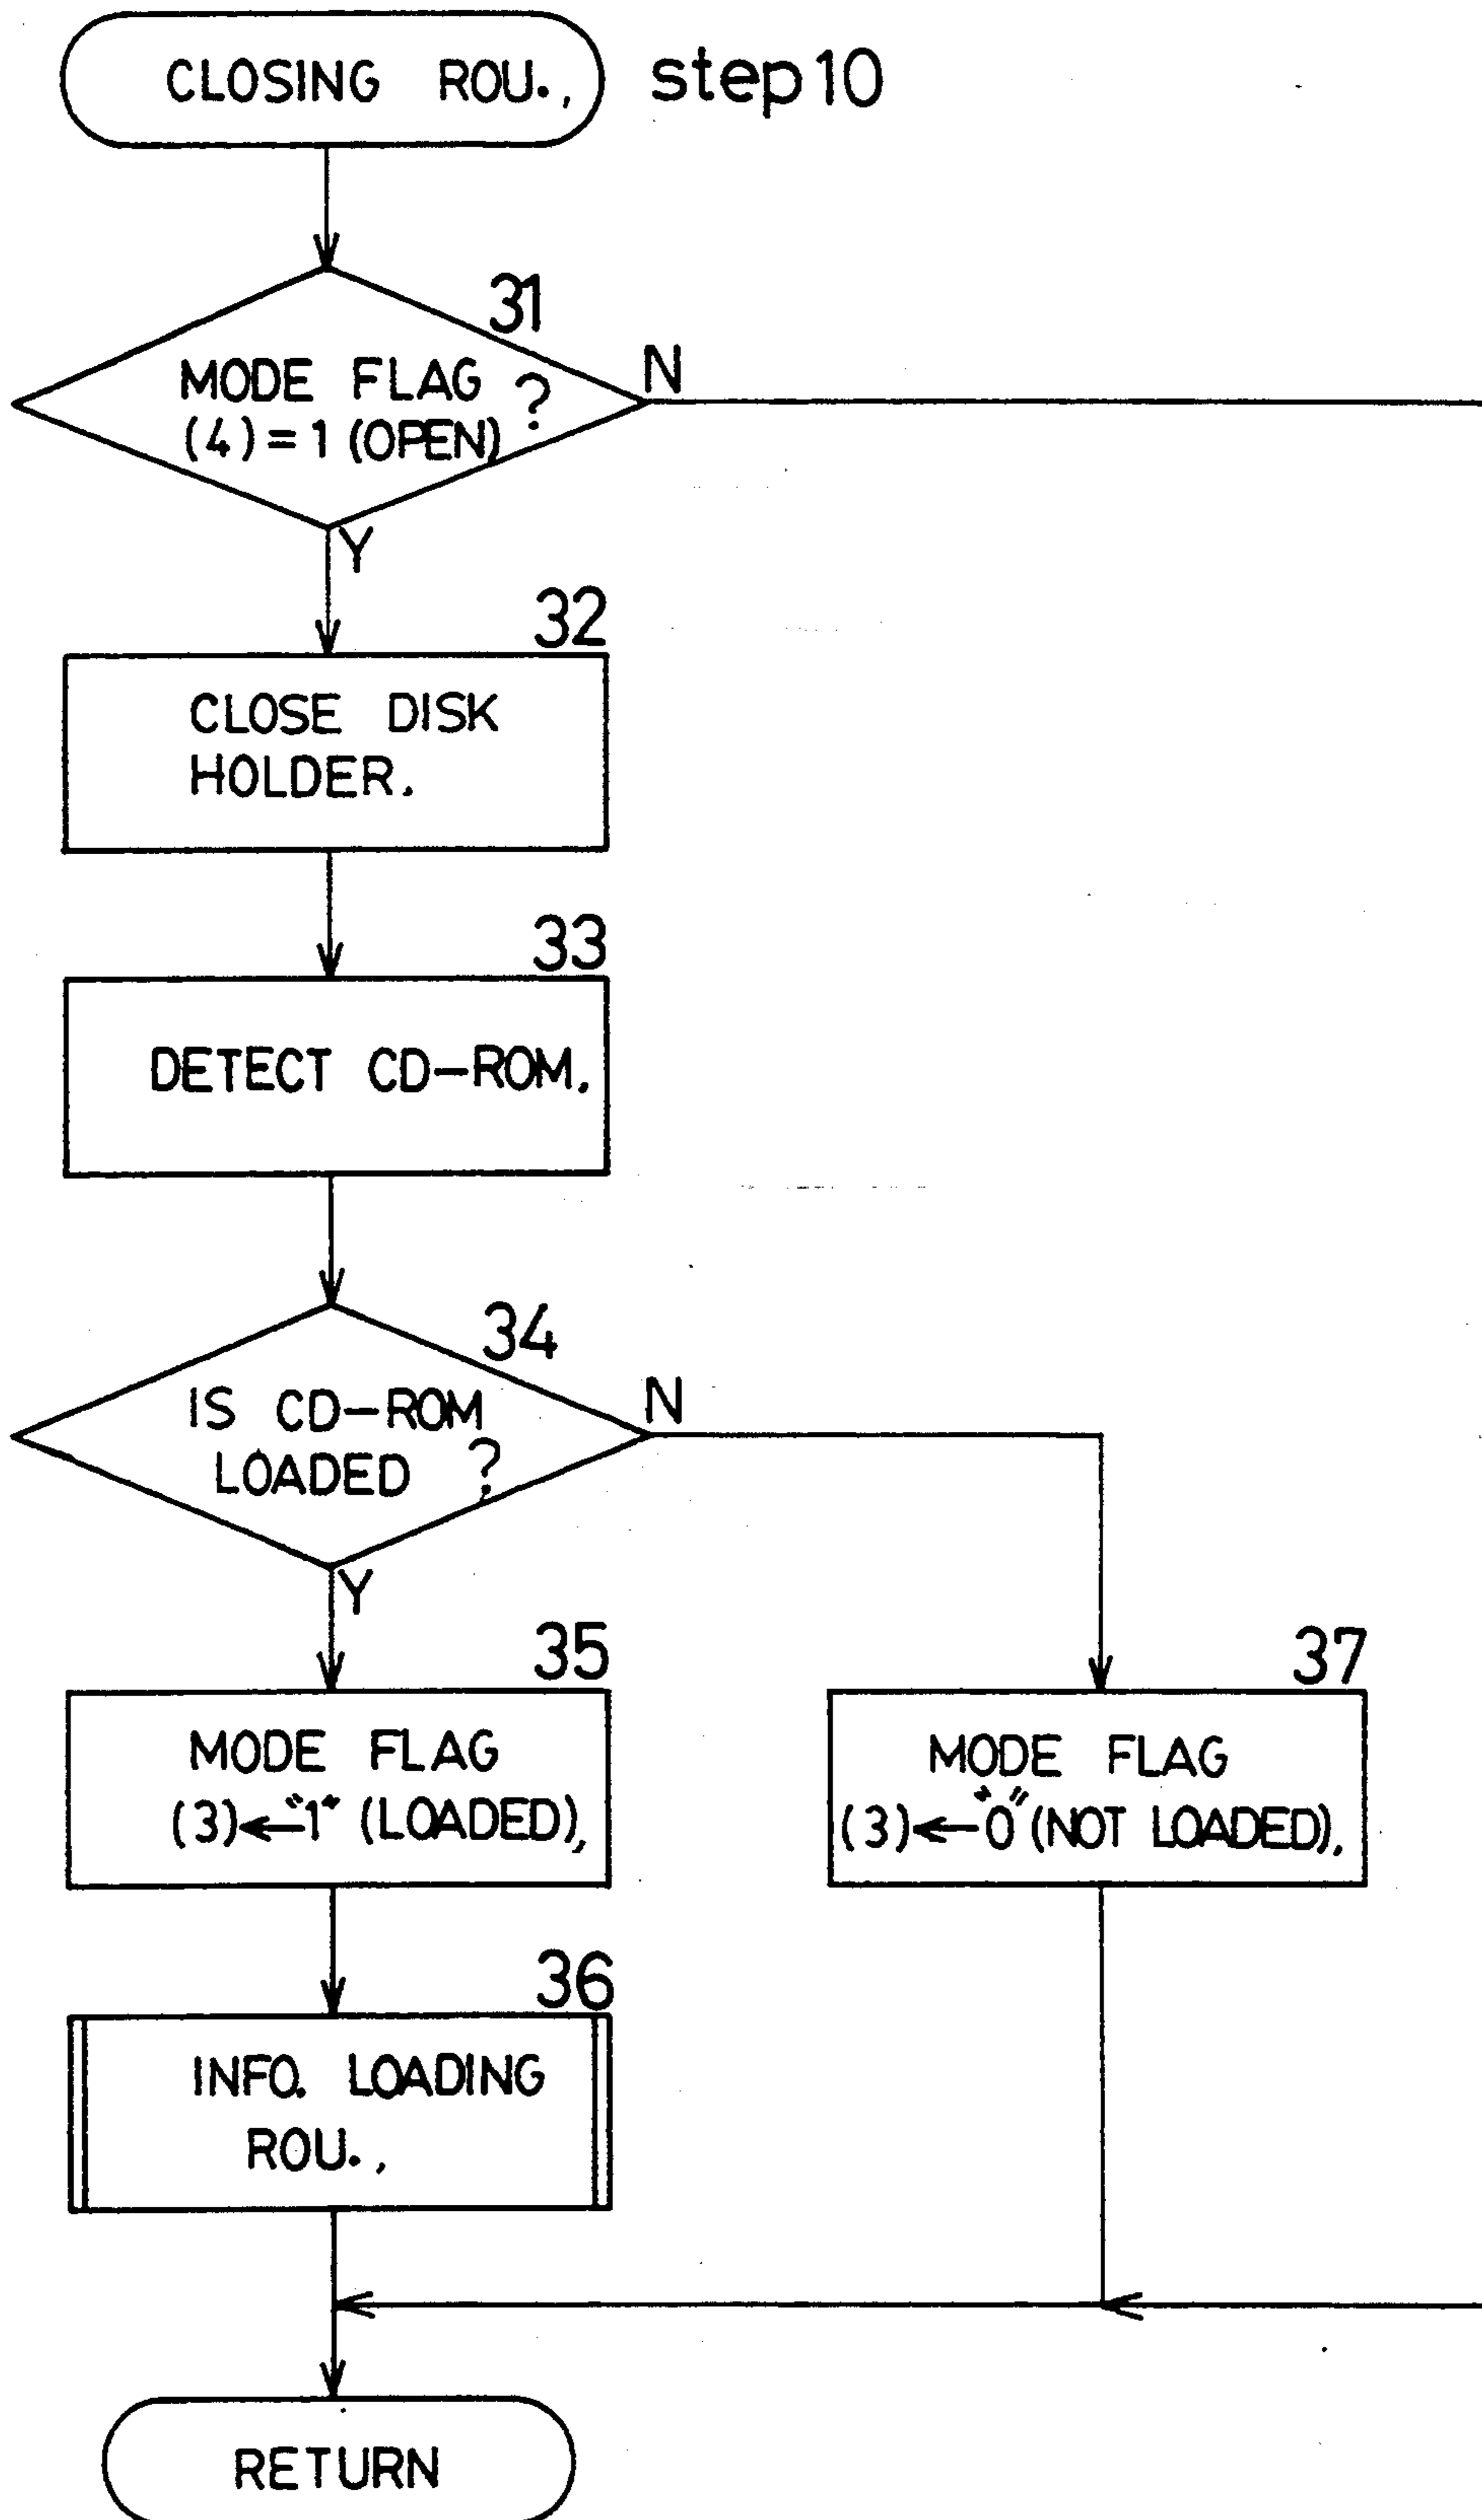 CLOSING ROU., step 10
31
MODE FLAG
(4)=1 (OPEN) ?
N
Y
32
CLOSE DISK
HOLDER.
33
DETECT CD-ROM,
34
IS CD-ROM
LOADED ?
N
Y
35
MODE FLAG
(3)←"1" (LOADED),
37
MODE FLAG
(3)←"0" (NOT LOADED),
36
INFO. LOADING
ROU.,
RETURN